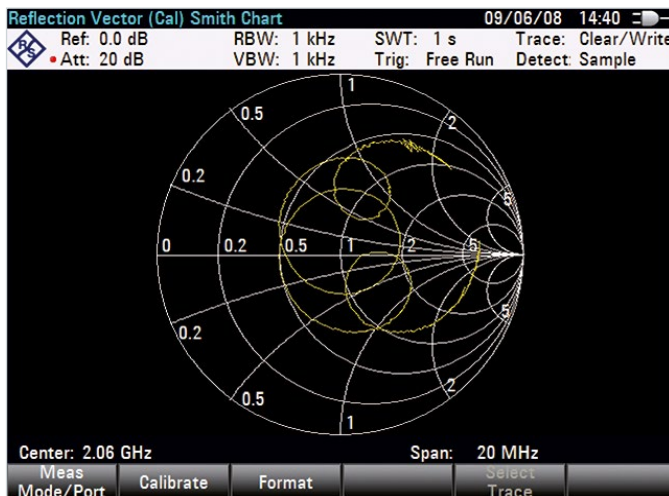 Reflection Vector (Cal) Smith Chart 09/06/08 14:40
R&S Ref: 0.0 dB RBW: 1 kHz SWT: 1 s Trace: Clear/Write
Att: 20 dB VBW: 1 kHz Trig: Free Run Detect: Sample
1
0.5 2
0.2 5
0 0.2 0.5 1 2 5
0.2 5
0.5 2
1
Center: 2.06 GHz Span: 20 MHz
Meas Mode/Port Calibrate Format Select Trace